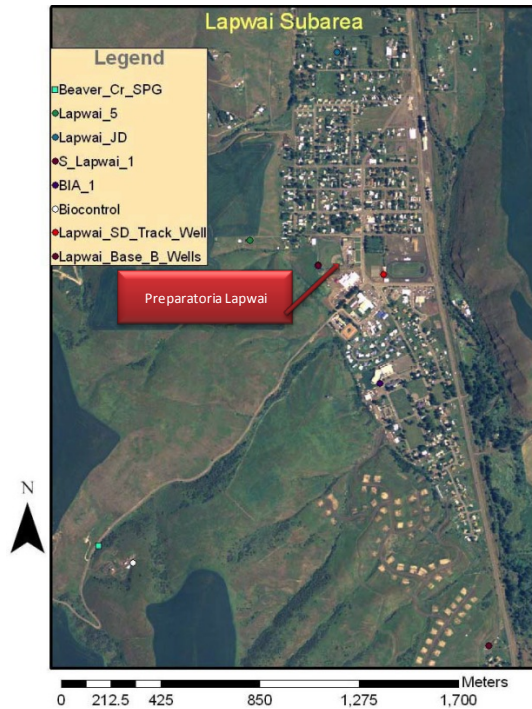 Lapwai Subarea
Legend
Beaver_Cr_SPG
Lapwai_5
Lapwai_JD
S_Lapwai_1
BIA_1
Biocontrol
Lapwai_SD_Track_Well
Lapwai_Base_B_Wells
Preparatoria Lapwai
N
Meters
0 212.5 425 850 1,275 1,700